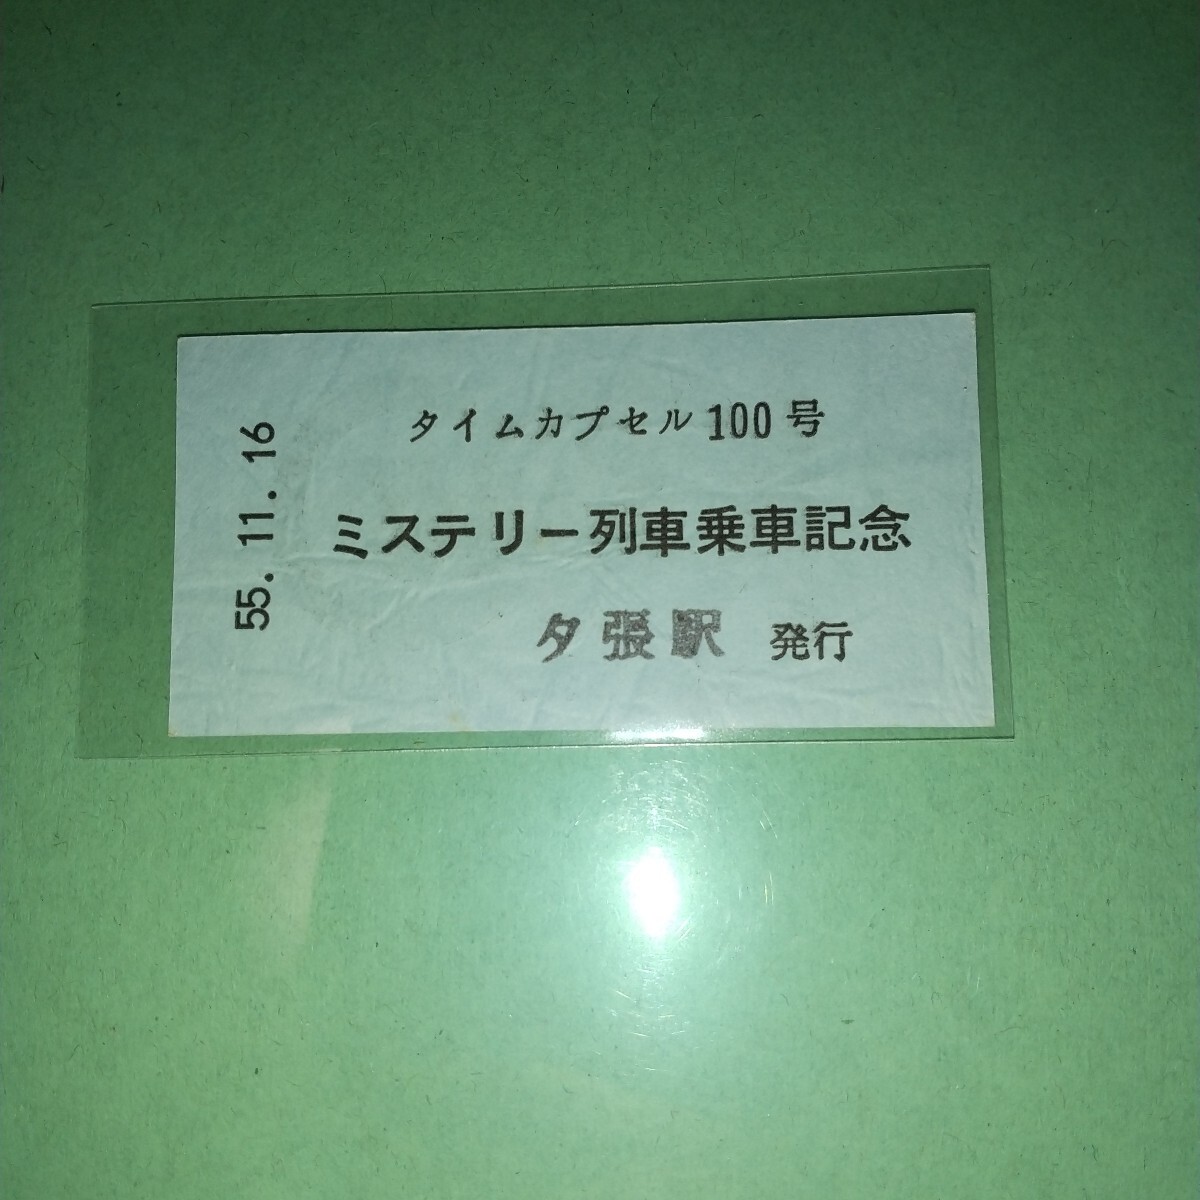 タイムカプセル100号
ミステリー列車乗車記念
夕張駅 発行
55.11.16